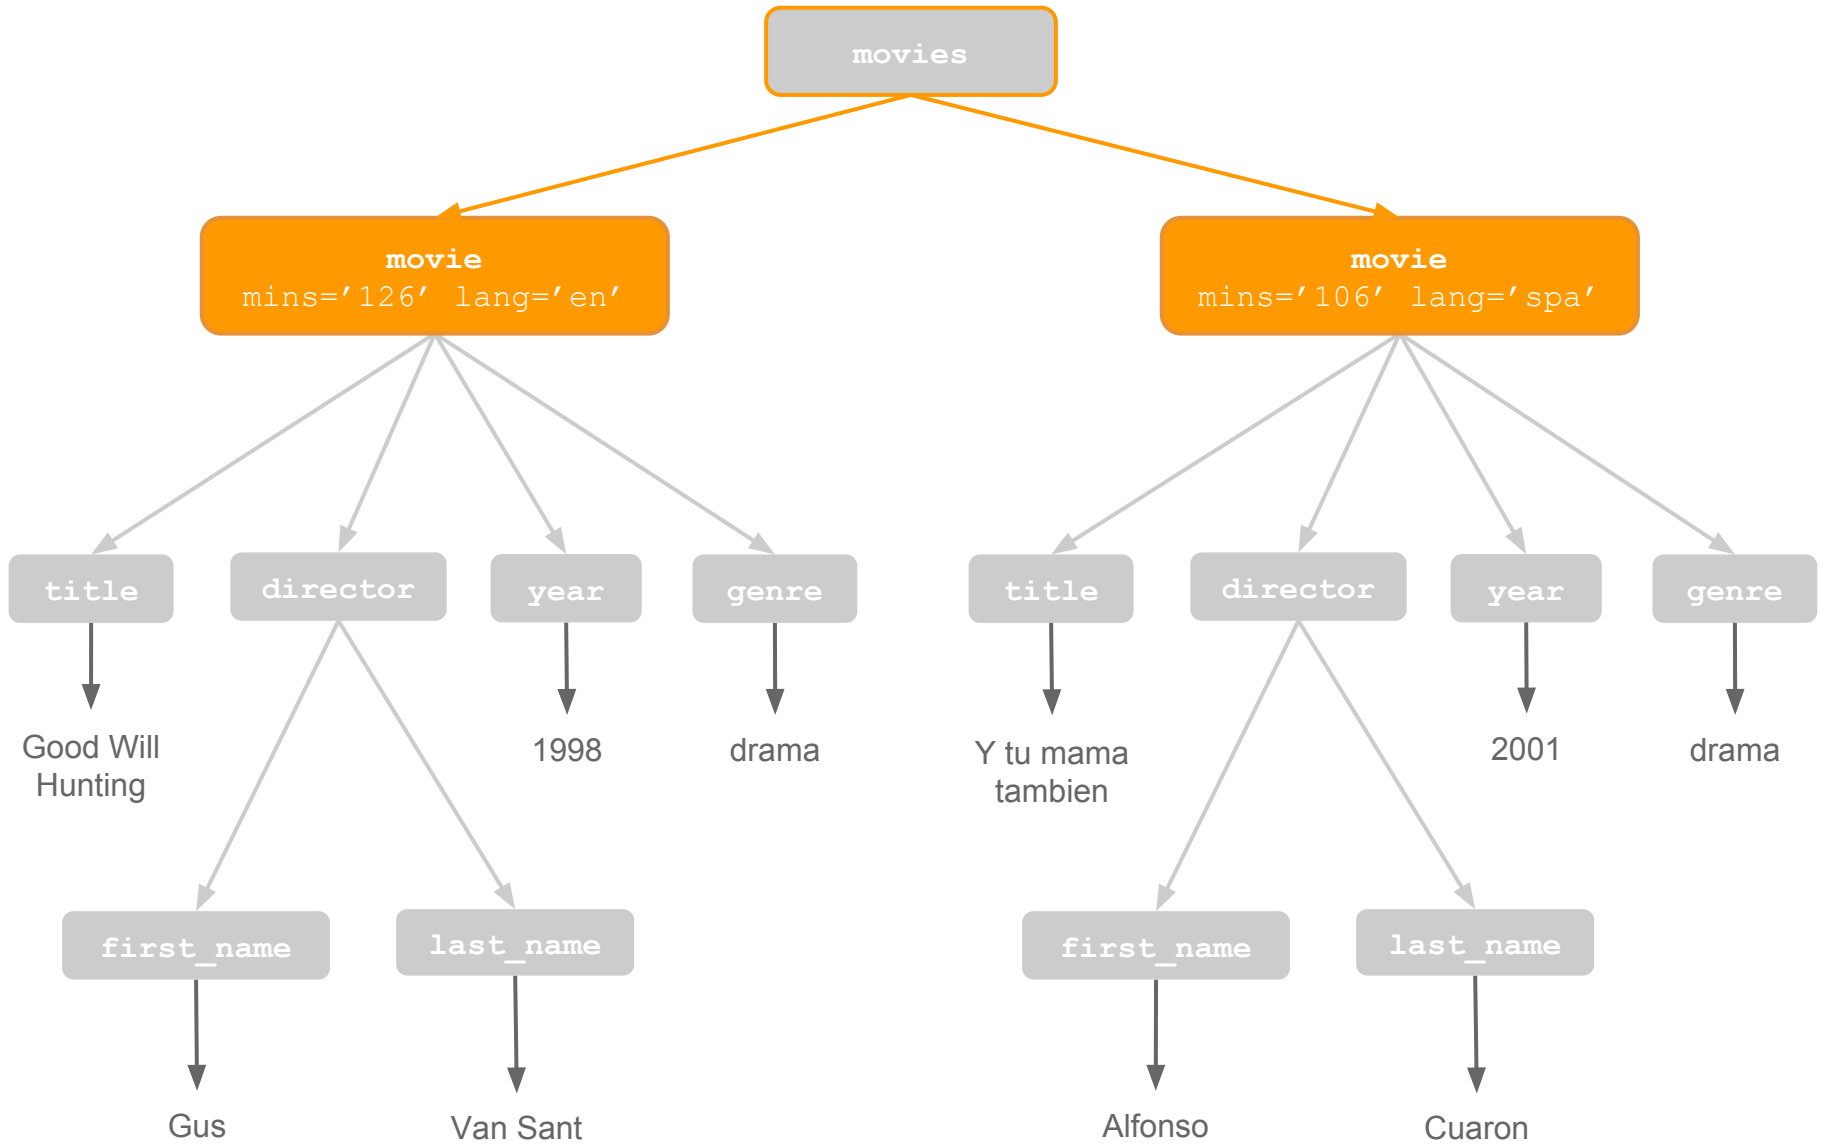 movies
movie
mins=’126’ lang=’en’
movie
mins=’106’ lang=’spa’
title
director
year
genre
title
director
year
genre
Good Will
Hunting
1998
drama
Y tu mama
tambien
2001
drama
first_name
last_name
first_name
last_name
Gus
Van Sant
Alfonso
Cuaron